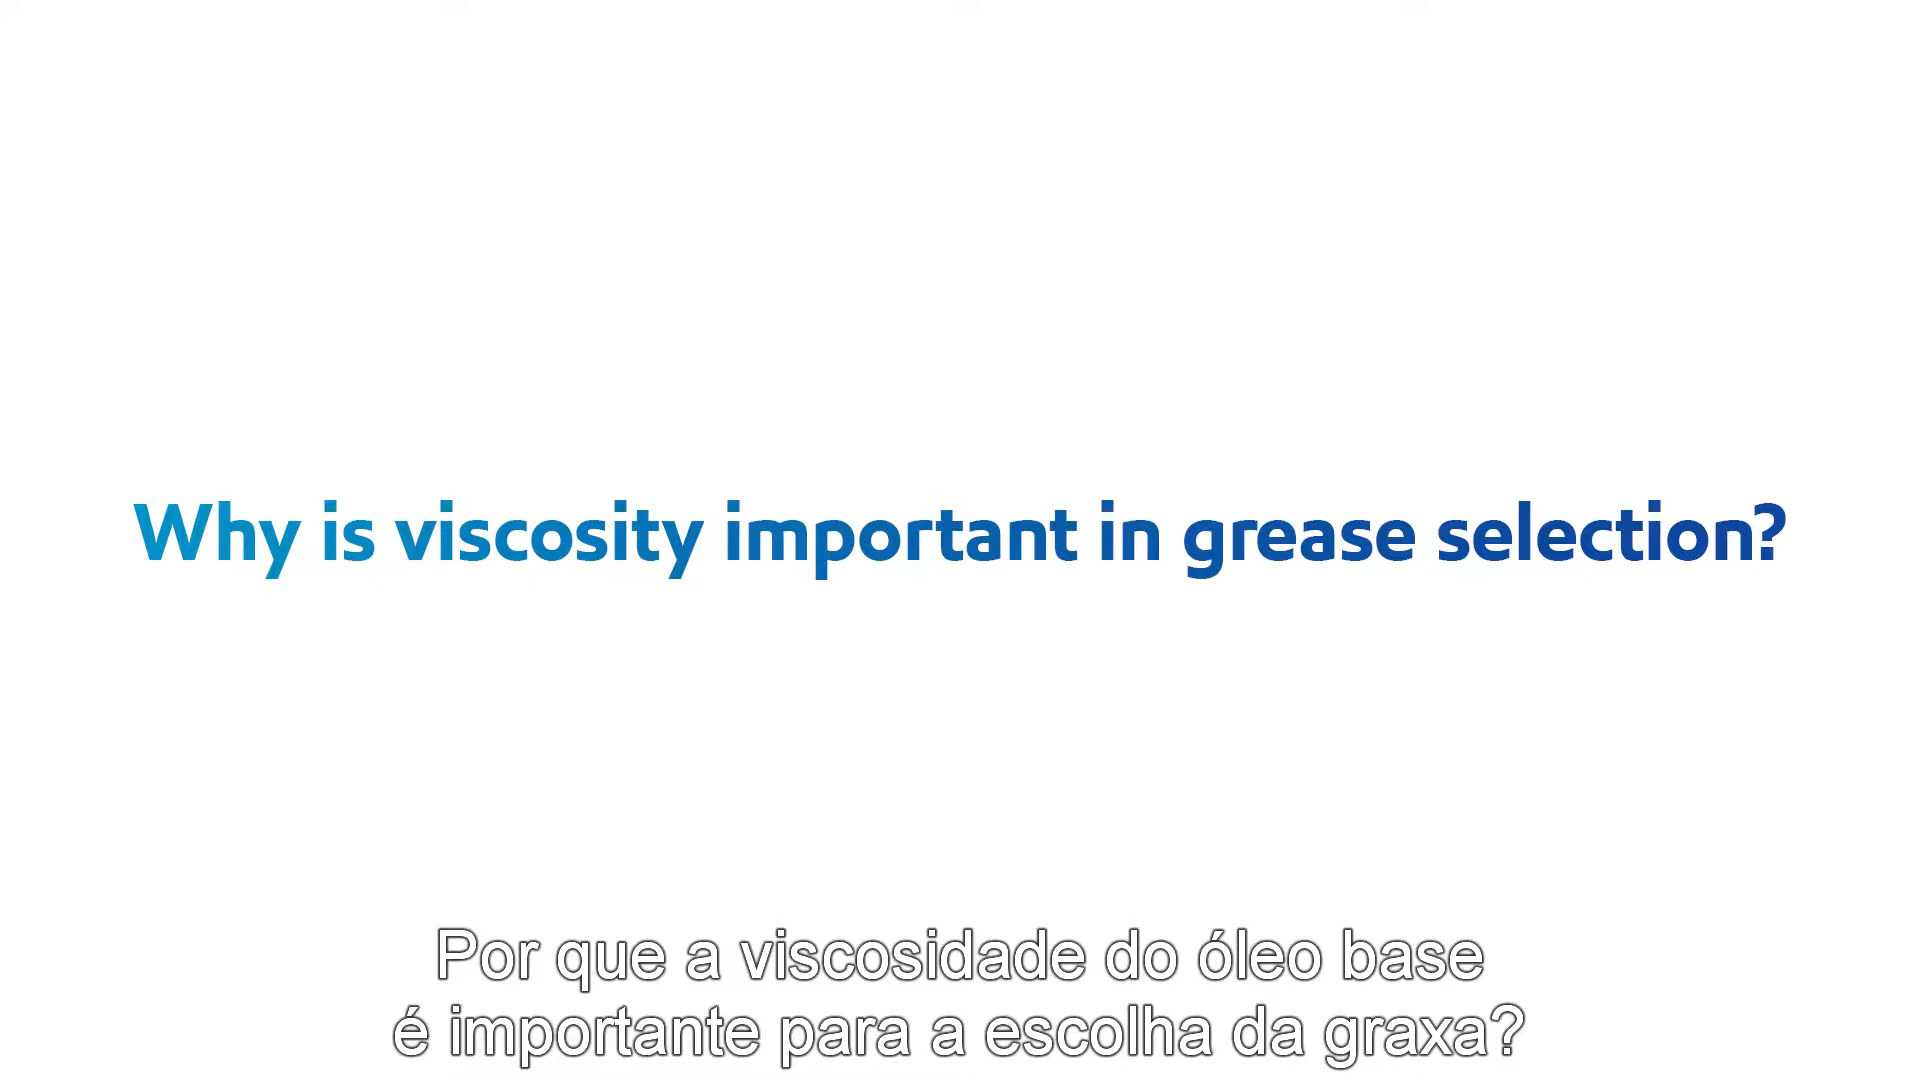 Why is viscosity important in grease selection?
Por que a viscosidade do óleo base
é importante para a escolha da graxa?